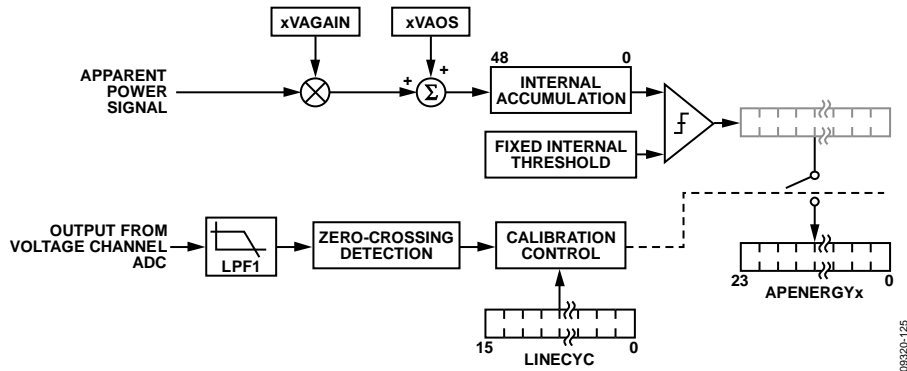 xVAGAIN
xVAOS
APPARENT
POWER
SIGNAL
+
+
Σ
48
0
INTERNAL
ACCUMULATION
FIXED INTERNAL
THRESHOLD
OUTPUT FROM
VOLTAGE CHANNEL
ADC
LPF1
ZERO-CROSSING
DETECTION
CALIBRATION
CONTROL
15
0
LINECYC
23
0
APENERGYx
09320-125